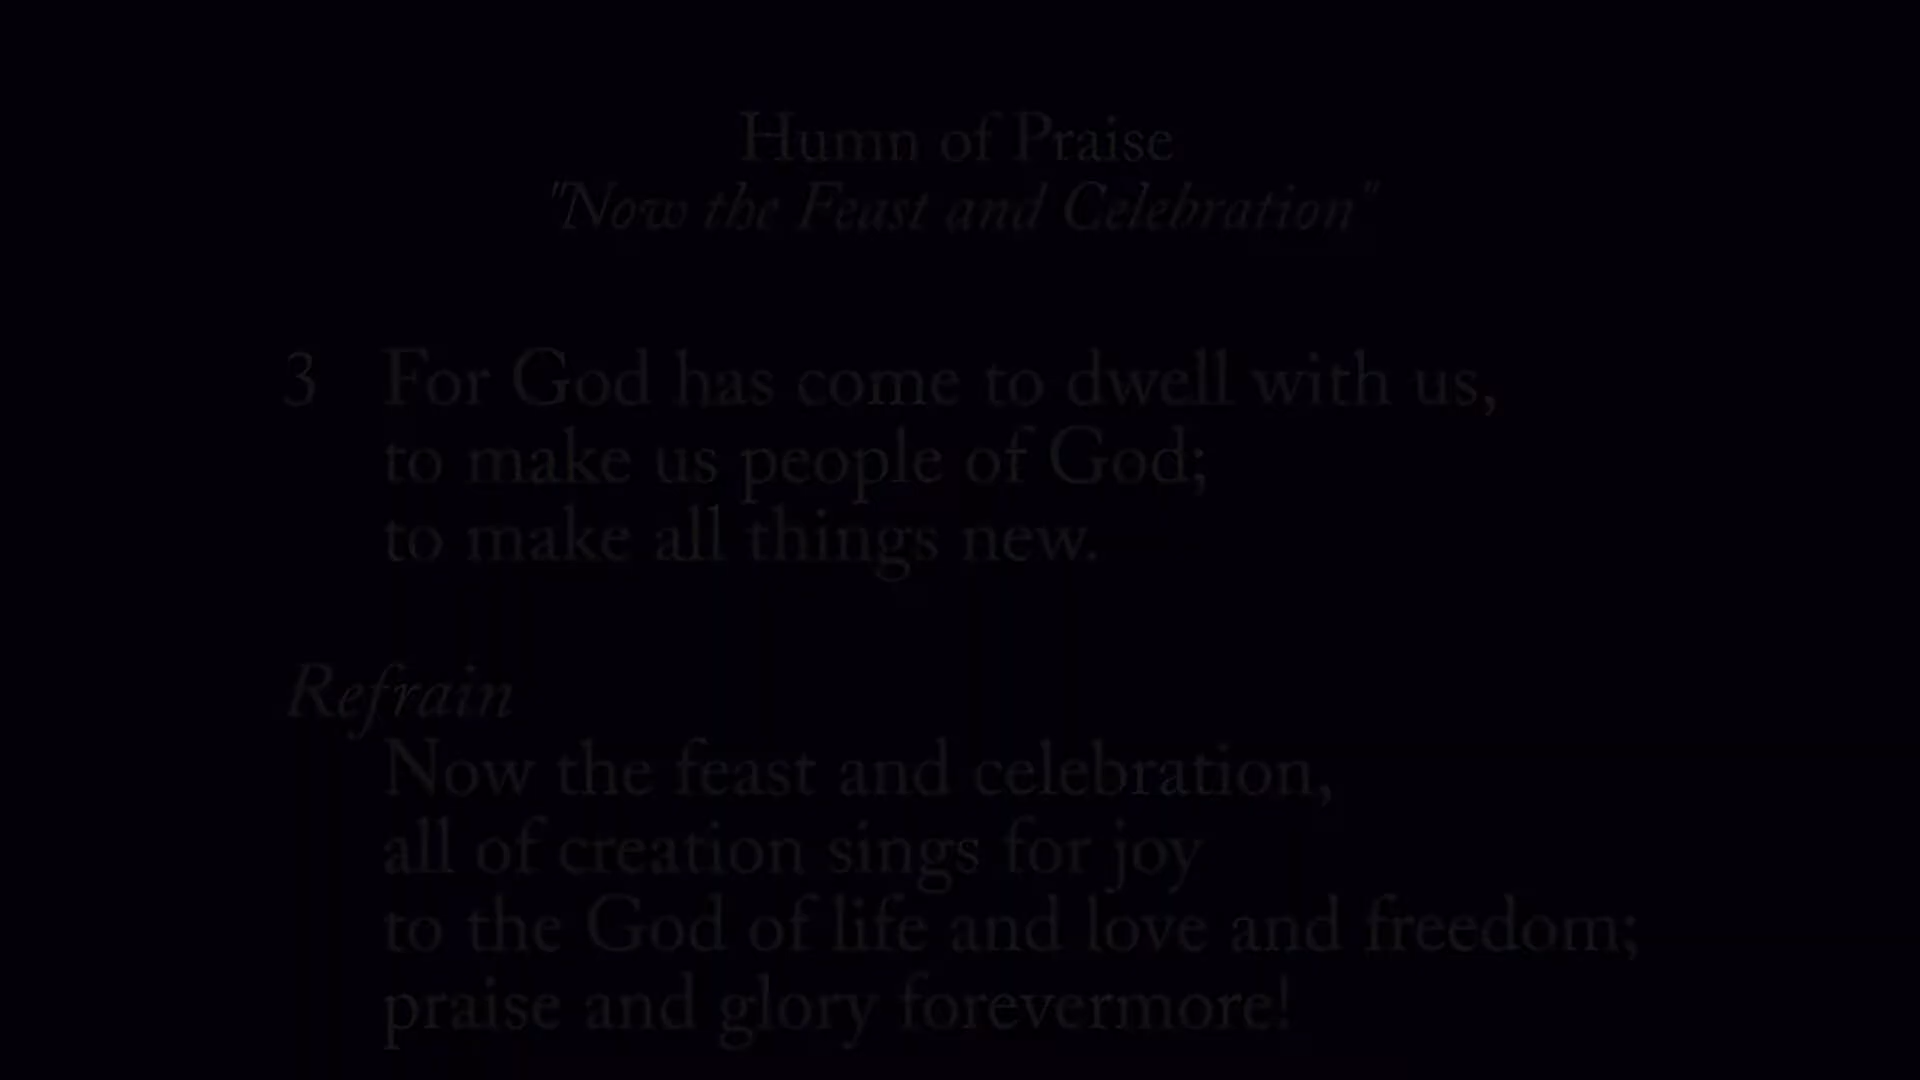 Humn of Praise
"Now the Feast and Celebration"
3 For God has come to dwell with us,
to make us people of God;
to make all things new.
Refrain
Now the feast and celebration,
all of creation sings for joy
to the God of life and love and freedom;
praise and glory forevermore!